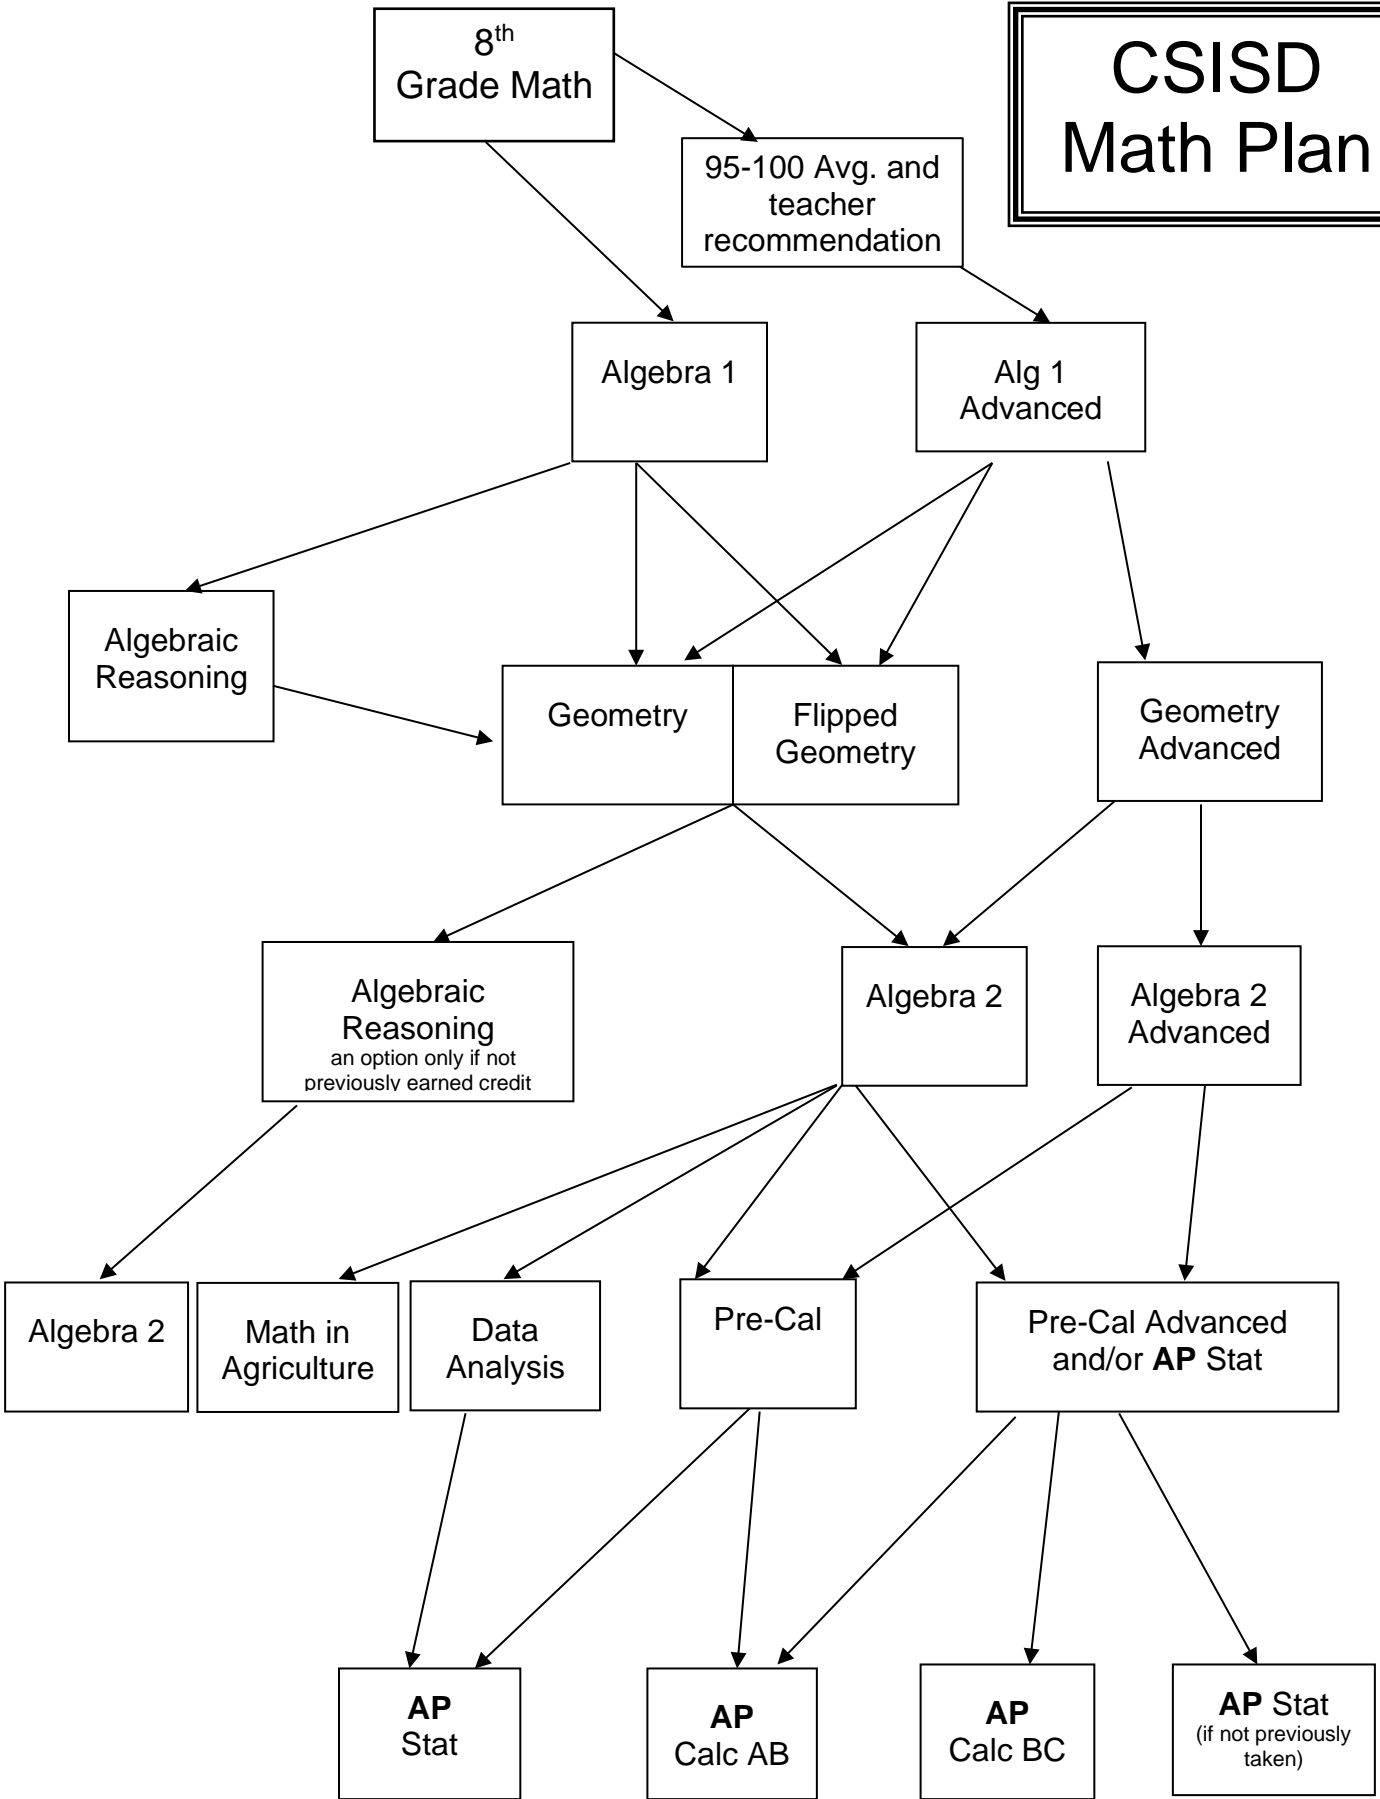 8th
Grade Math
CSISD
Math Plan
95-100 Avg. and
teacher
recommendation
Algebra 1
Alg 1
Advanced
Algebraic
Reasoning
Geometry
Flipped
Geometry
Geometry
Advanced
Algebraic
Reasoning
an option only if not
previously earned credit
Algebra 2
Algebra 2
Advanced
Algebra 2
Math in
Agriculture
Data
Analysis
Pre-Cal
Pre-Cal Advanced
and/or AP Stat
AP
Stat
AP
Calc AB
AP
Calc BC
AP Stat
(if not previously
taken)